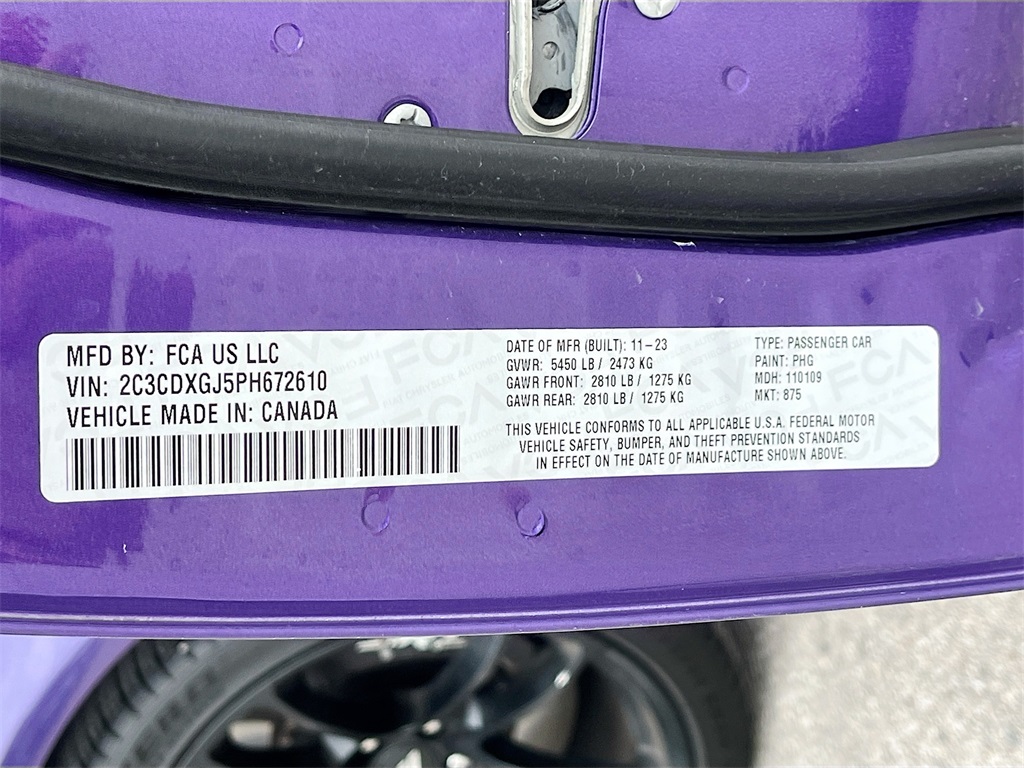 MFD BY: FCA US LLC
VIN: 2C3CDXGJ5PH672610
VEHICLE MADE IN: CANADA
DATE OF MFR (BUILT): 11-23
GVWR: 5450 LB / 2473 KG
GAWR FRONT: 2810 LB / 1275 KG
GAWR REAR: 2810 LB / 1275 KG
TYPE: PASSENGER CAR
PAINT: PHG
MDH: 110109
MKT: 875
THIS VEHICLE CONFORMS TO ALL APPLICABLE U.S.A. FEDERAL MOTOR
VEHICLE SAFETY, BUMPER, AND THEFT PREVENTION STANDARDS
IN EFFECT ON THE DATE OF MANUFACTURE SHOWN ABOVE.